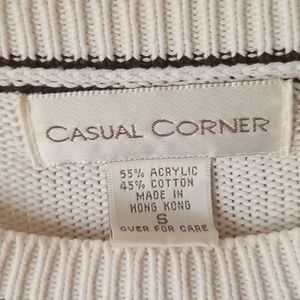 CASUAL CORNER
55% ACRYLIC
45% COTTON
MADE IN
HONG KONG
S
OVER FOR CARE